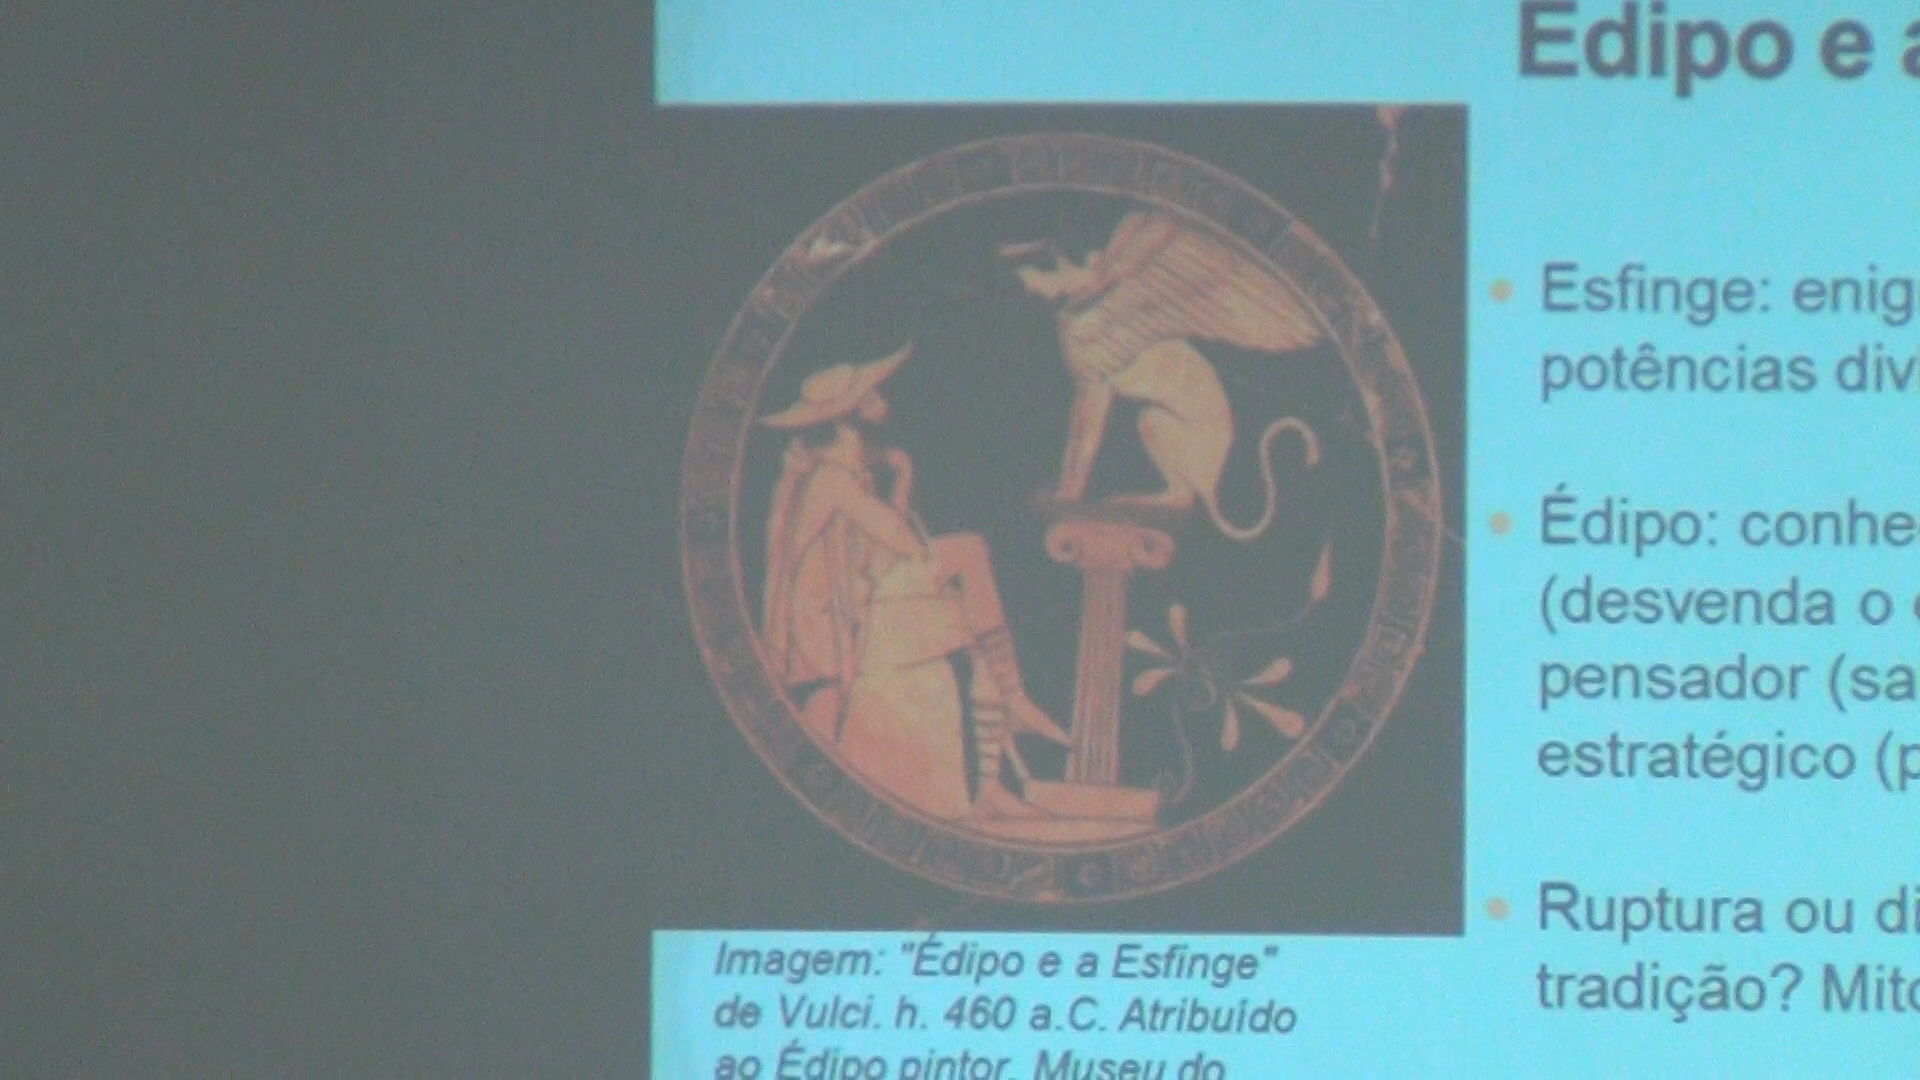 Édipo e a
Esfinge: enig
potências div
Édipo: conhe
(desvenda o
pensador (sa
estratégico (p
Ruptura ou di
tradição? Mito
Imagem: "Édipo e a Esfinge"
de Vulci. h. 460 a.C. Atribuído
ao Édipo pintor. Museu do